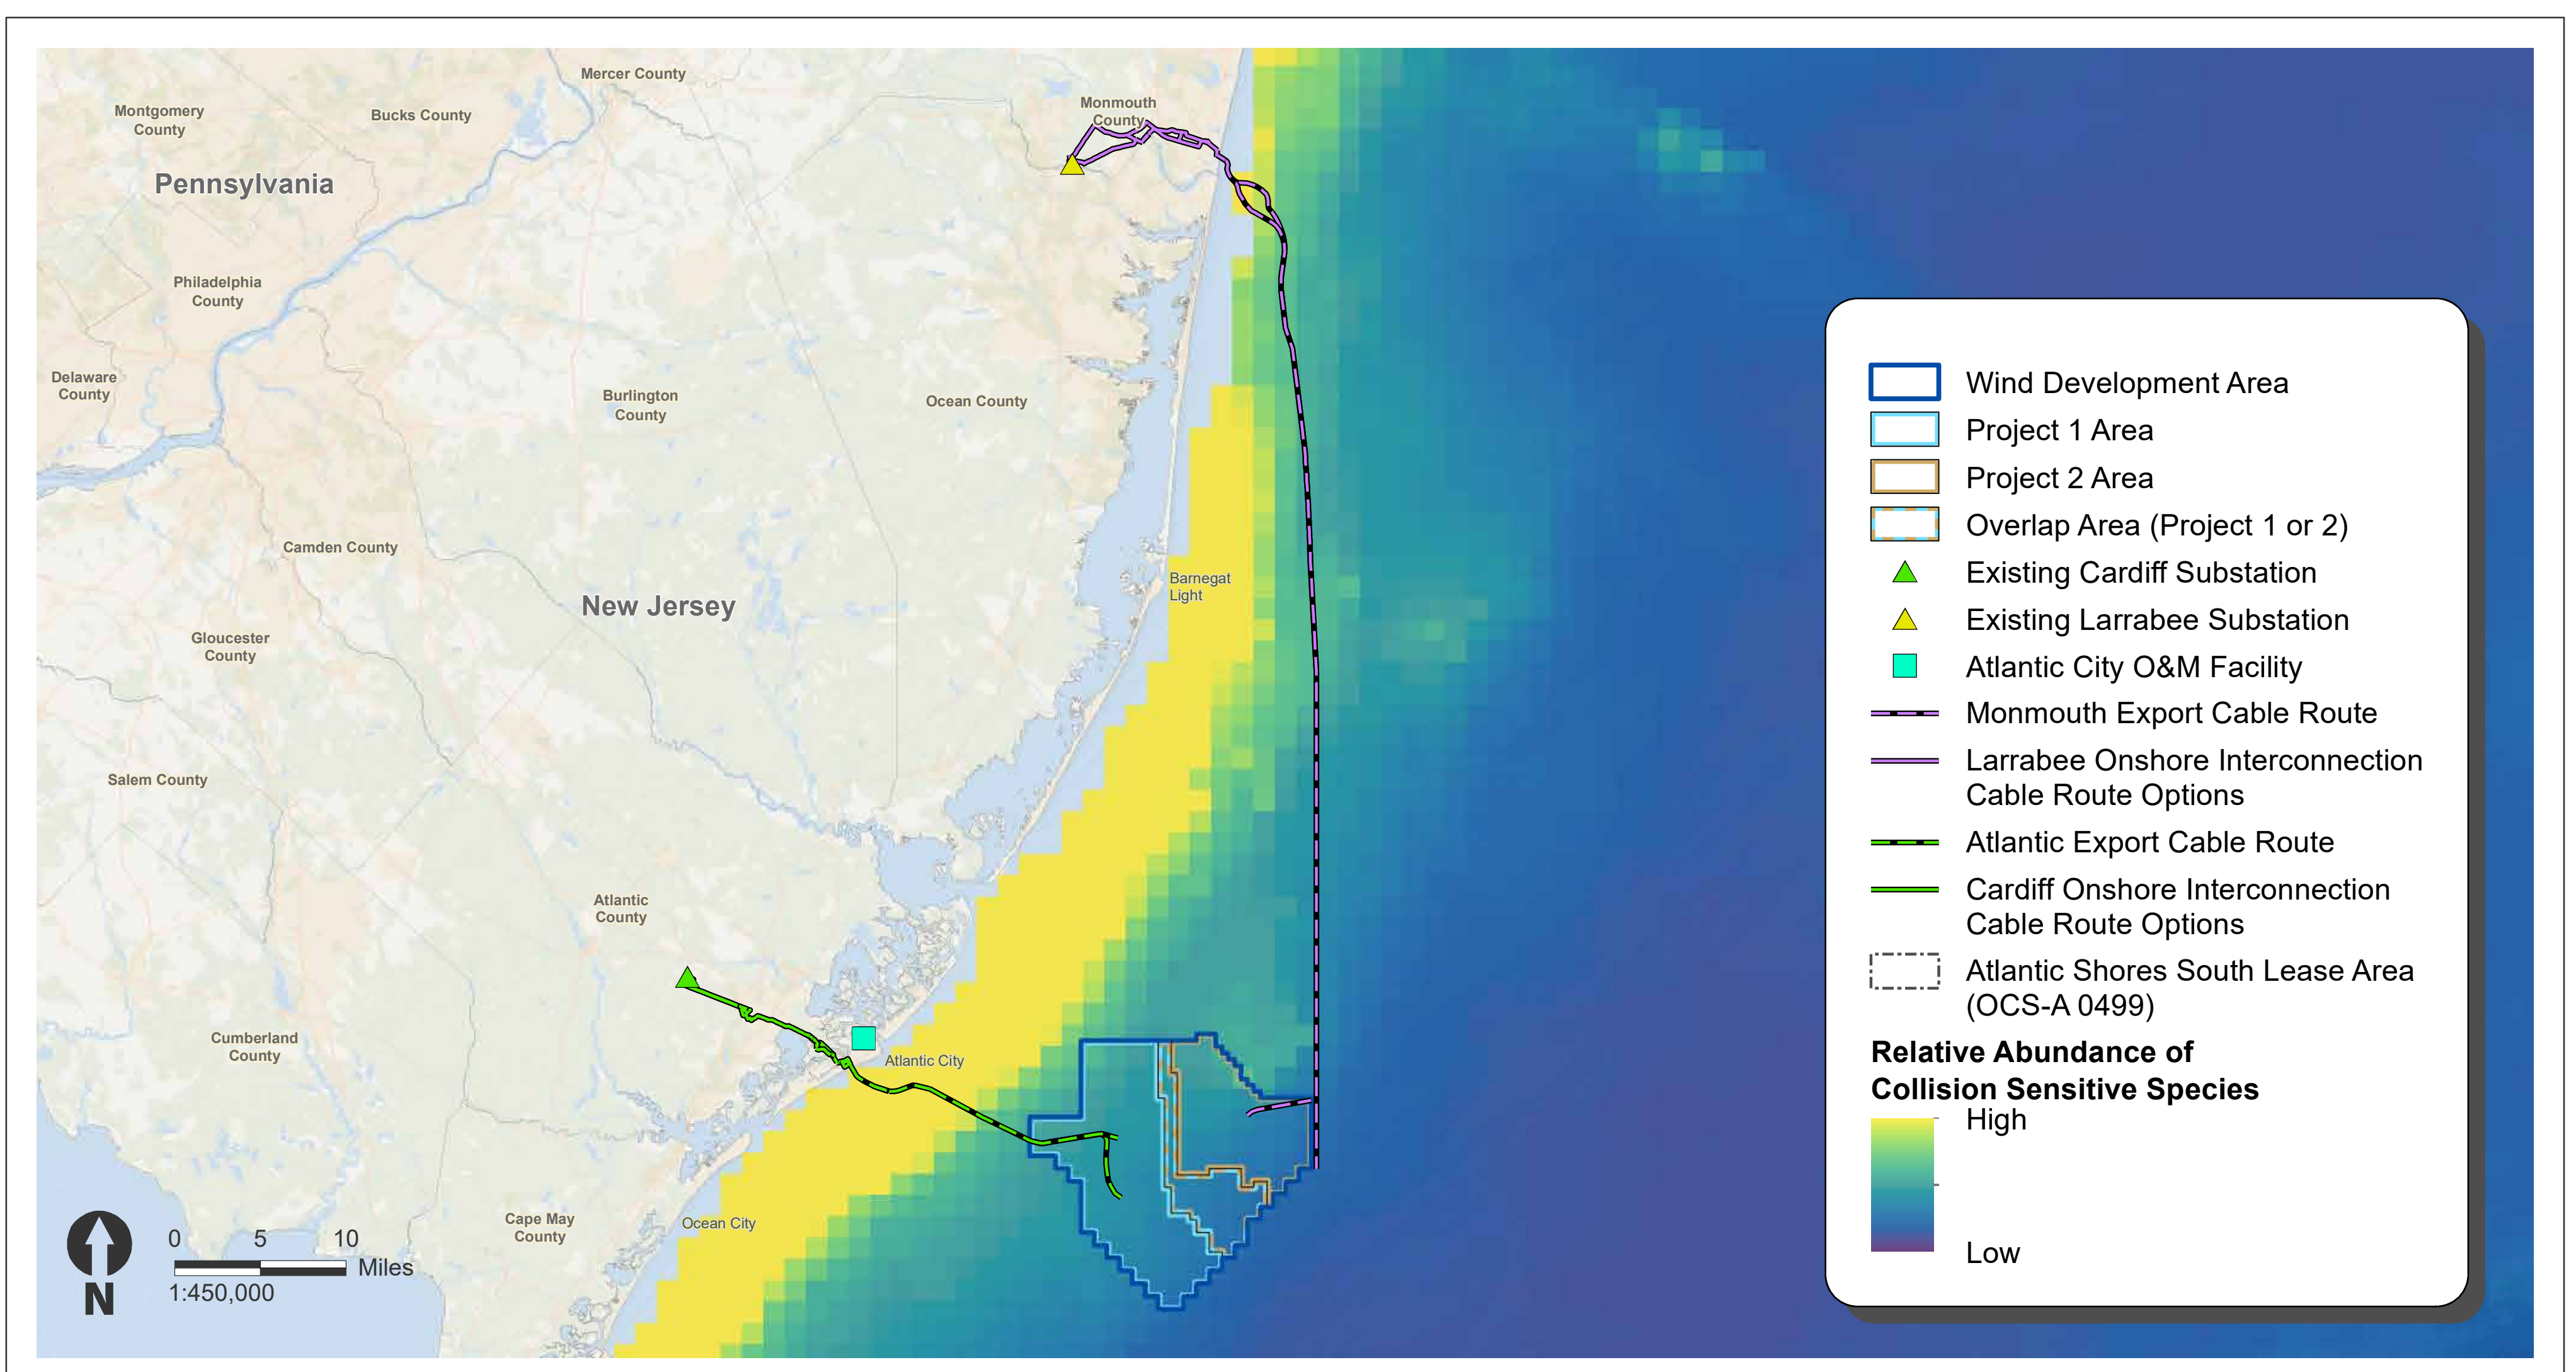 Mercer County
Montgomery
County
Bucks County
Monmouth
County
Pennsylvania
Philadelphia
County
Delaware
County
Burlington
County
Ocean County
Camden County
Barnegat
Light
New Jersey
Gloucester
County
Salem County
Atlantic
County
Cumberland
County
Atlantic City
Cape May
County
Ocean City
N
0 5 10
Miles
1:450,000
Wind Development Area
Project 1 Area
Project 2 Area
Overlap Area (Project 1 or 2)
Existing Cardiff Substation
Existing Larrabee Substation
Atlantic City O&M Facility
Monmouth Export Cable Route
Larrabee Onshore Interconnection
Cable Route Options
Atlantic Export Cable Route
Cardiff Onshore Interconnection
Cable Route Options
Atlantic Shores South Lease Area
(OCS-A 0499)
Relative Abundance of
Collision Sensitive Species
High
Low